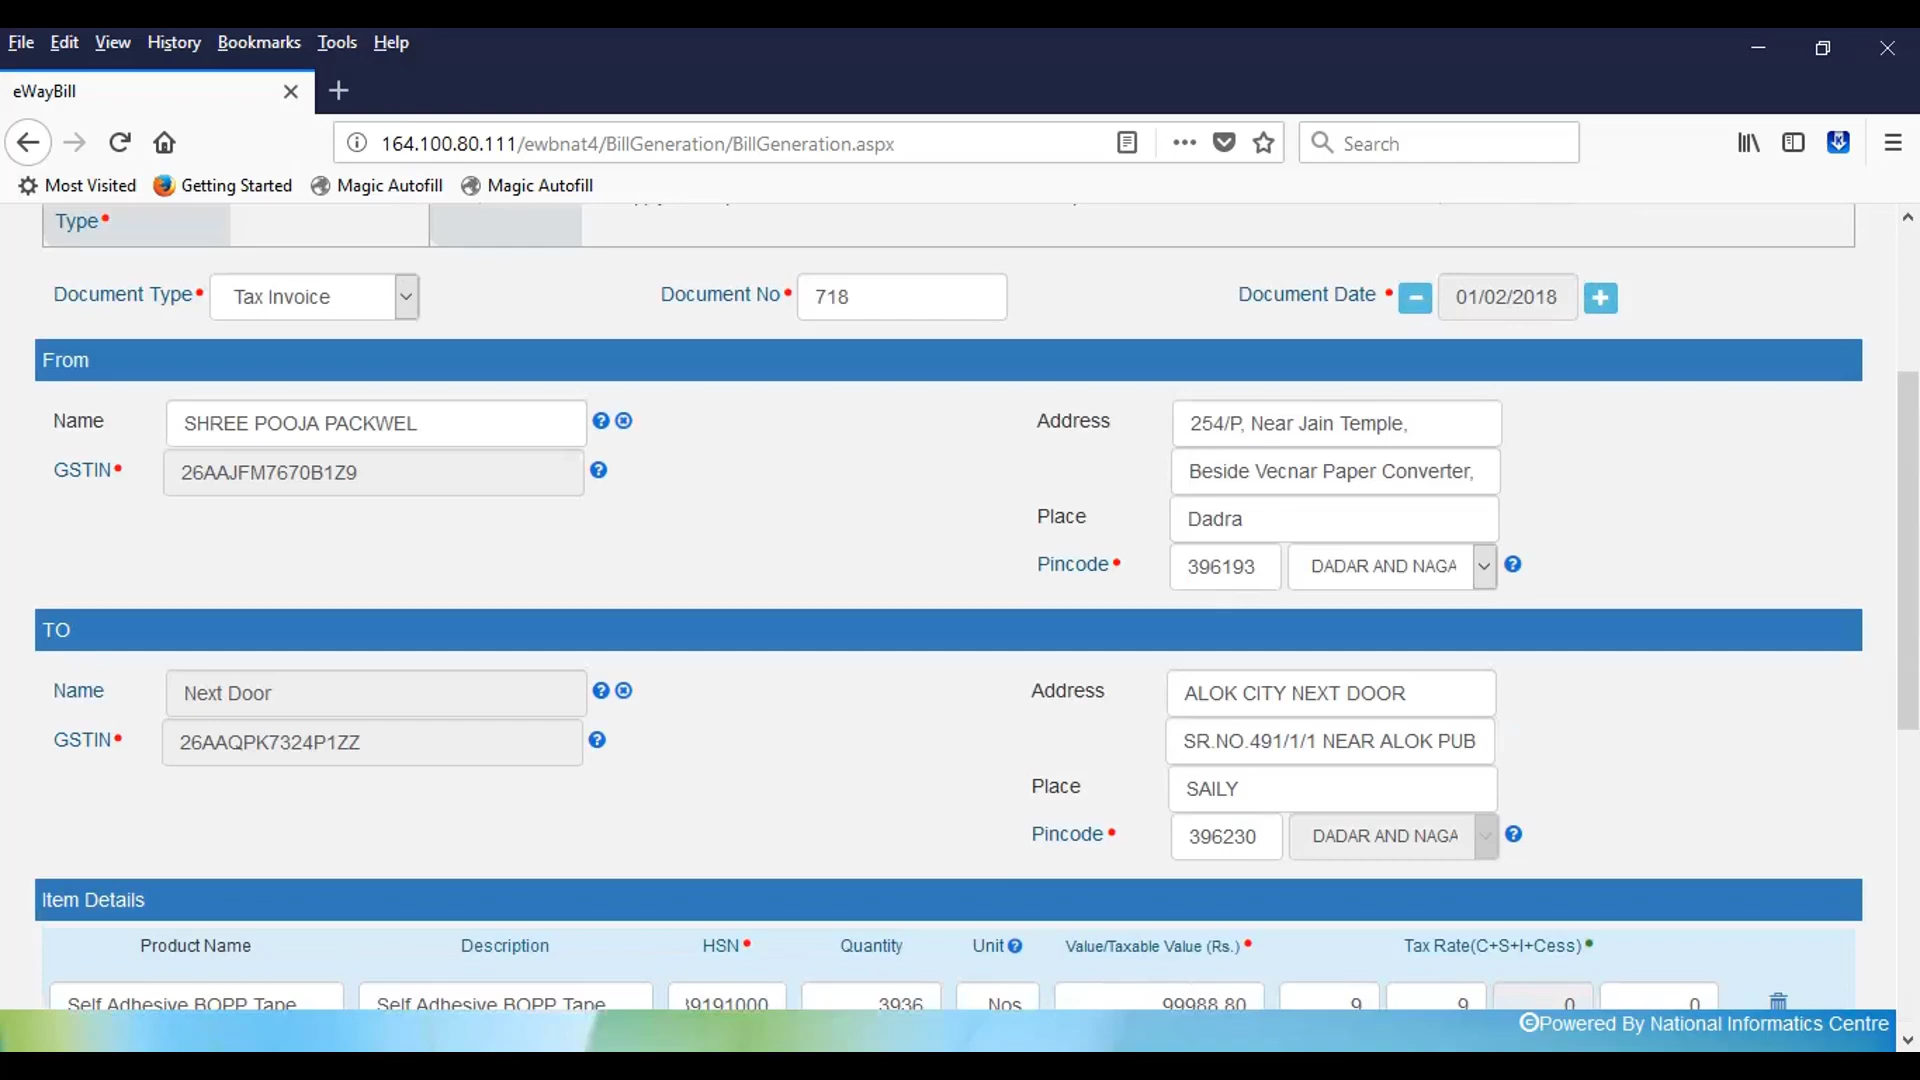 File Edit View History Bookmarks Tools Help
eWayBill
164.100.80.111/ewbnat4/BillGeneration/BillGeneration.aspx
Search
Most Visited Getting Started Magic Autofill Magic Autofill
Type
Document Type Tax Invoice Document No 718 Document Date 01/02/2018
From
Name SHREE POOJA PACKWEL Address 254/P, Near Jain Temple,
GSTIN 26AAJFM7670B1Z9 Beside Vecnar Paper Converter,
Place Dadra
Pincode 396193 DADAR AND NAGA
TO
Name Next Door Address ALOK CITY NEXT DOOR
GSTIN 26AAQPK7324P1ZZ SR.NO.491/1/1 NEAR ALOK PUB
Place SAILY
Pincode 396230 DADAR AND NAGA
Item Details
Product Name Description HSN Quantity Unit Value/Taxable Value (Rs.) Tax Rate(C+S+I+Cess)
Self Adhesive BOPP Tape Self Adhesive BOPP Tape 39191000 3936 Nos 99988.80 9 9 0 0
Powered By National Informatics Centre